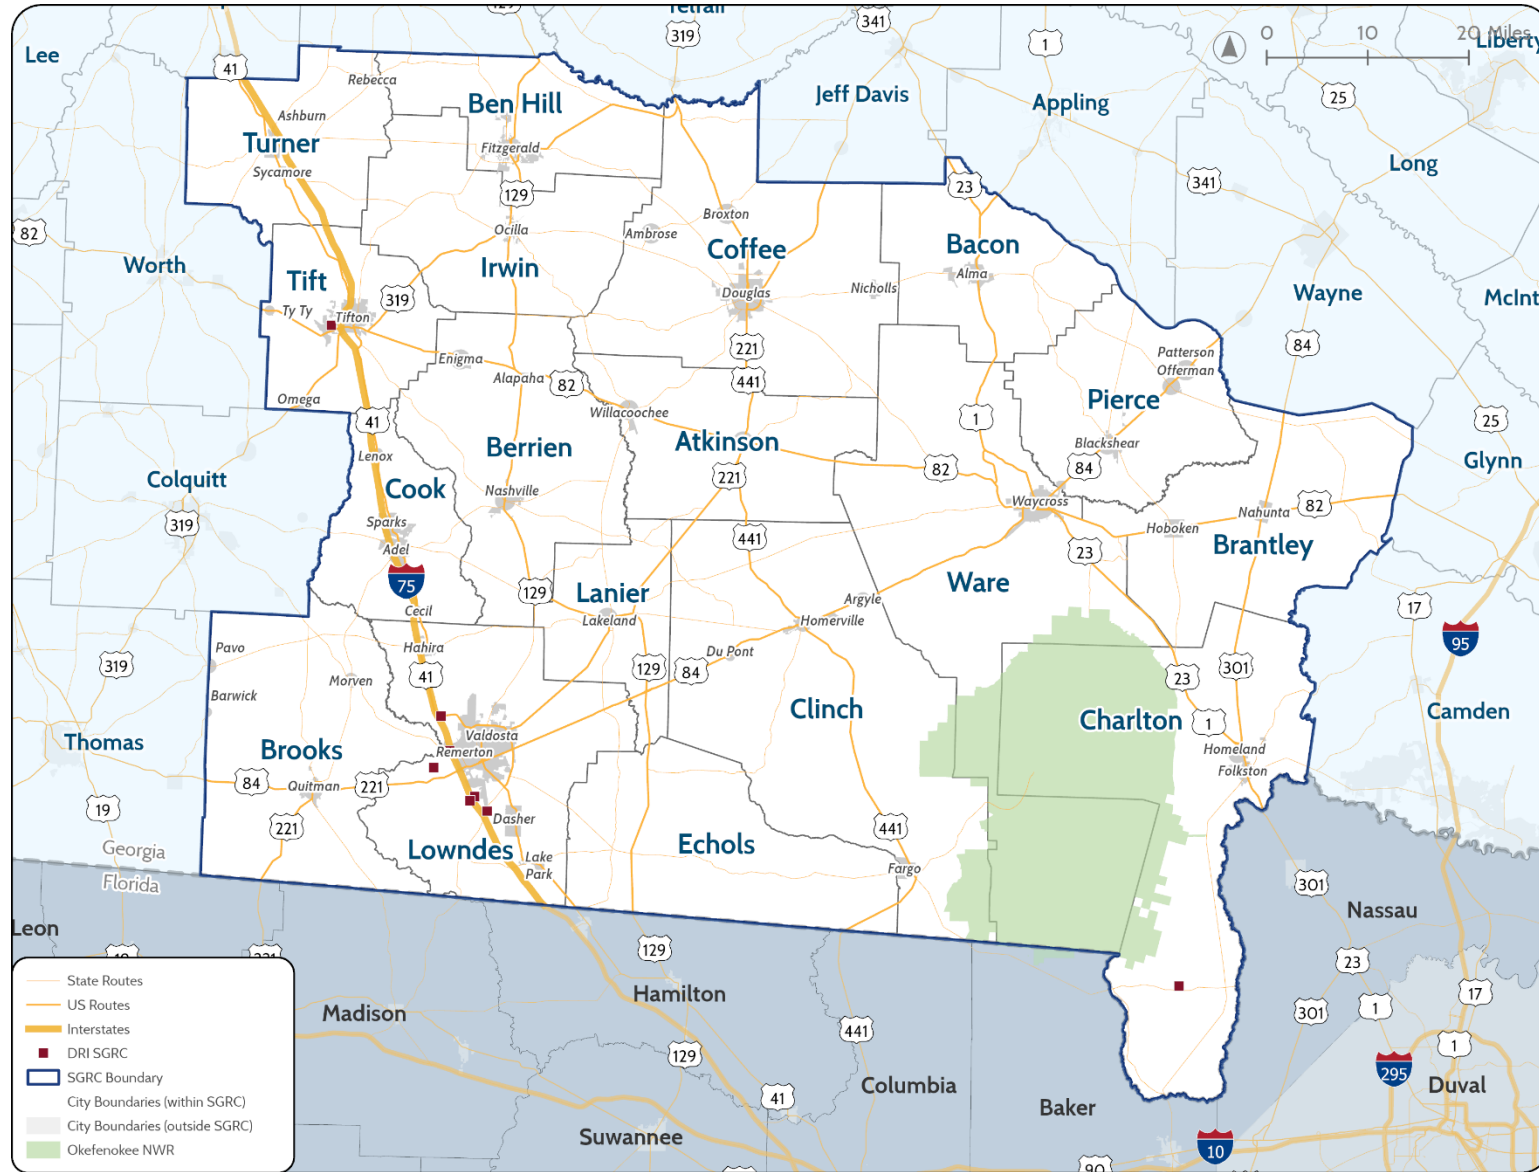 129
Telfair
341
319
1
0
10
20 Miles
Liberty
Lee
41
Rebecca
Ben Hill
Jeff Davis
Appling
25
Ashburn
Turner
Fitzgerald
Sycamore
129
23
341
Long
82
Broxton
Ocilla
Ambrose
Coffee
Bacon
Worth
Tift
Irwin
Alma
Nicholls
Douglas
319
Wayne
McInt
Ty Ty
Tifton
221
84
Enigma
Alapaha
82
441
Patterson
Offerman
Omega
Willacoochee
Pierce
41
1
25
Atkinson
Blackshear
Lenox
Berrien
82
84
Glynn
Colquitt
Cook
Nashville
221
Waycross
82
Nahunta
319
Sparks
Hoboken
441
Brantley
Adel
23
75
Lanier
129
Ware
Argyle
17
Cecil
Lakeland
Homerville
95
Hahira
Pavo
Du Pont
319
129
84
301
Morven
41
23
Barwick
Clinch
Charlton
1
Camden
Valdosta
Thomas
Brooks
Remerton
Homeland
Folkston
84
Quitman
221
19
Dasher
221
441
Echols
Georgia
Lowndes
Lake
Park
Fargo
Florida
301
Nassau
Leon
129
19
221
23
State Routes
US Routes
Interstates
DRI SGRC
SGRC Boundary
City Boundaries (within SGRC)
City Boundaries (outside SGRC)
Okefenokee NWR
Hamilton
17
Madison
1
301
441
1
129
295
Columbia
Duval
41
Baker
Suwannee
10
90